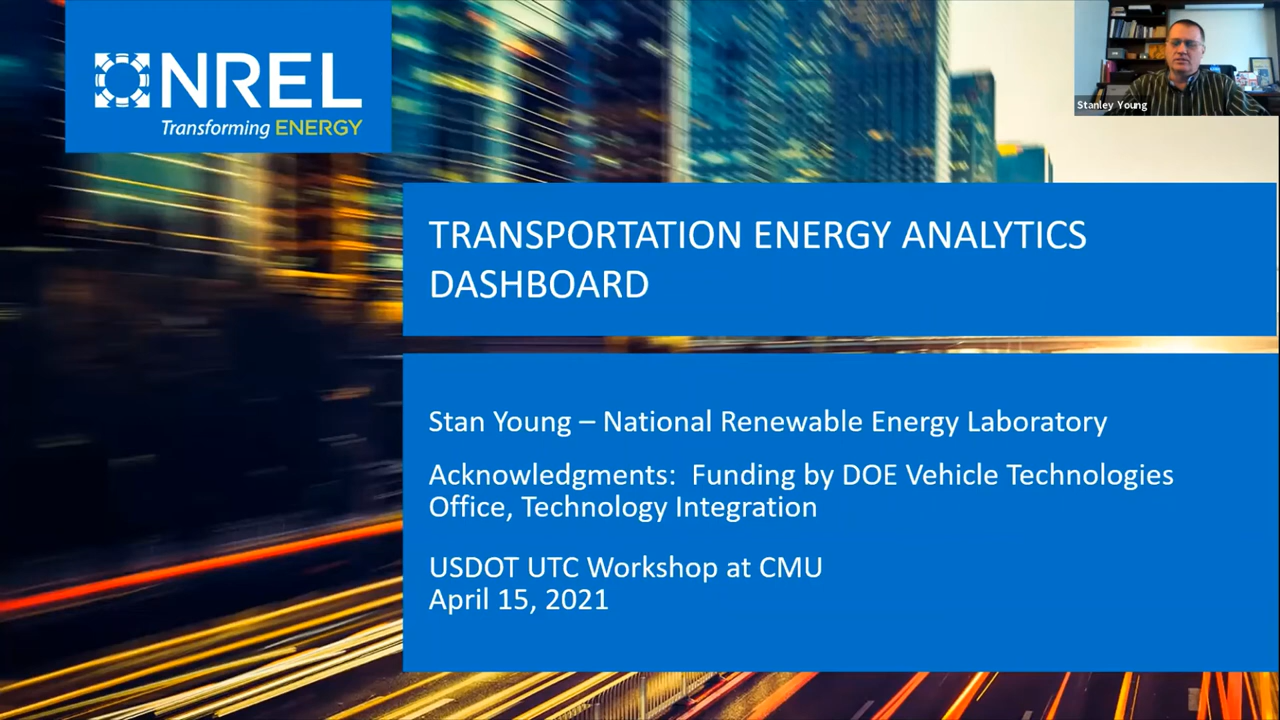 NREL
Transforming ENERGY
Stanley Young
TRANSPORTATION ENERGY ANALYTICS
DASHBOARD
Stan Young – National Renewable Energy Laboratory
Acknowledgments:  Funding by DOE Vehicle Technologies
Office, Technology Integration
USDOT UTC Workshop at CMU
April 15, 2021